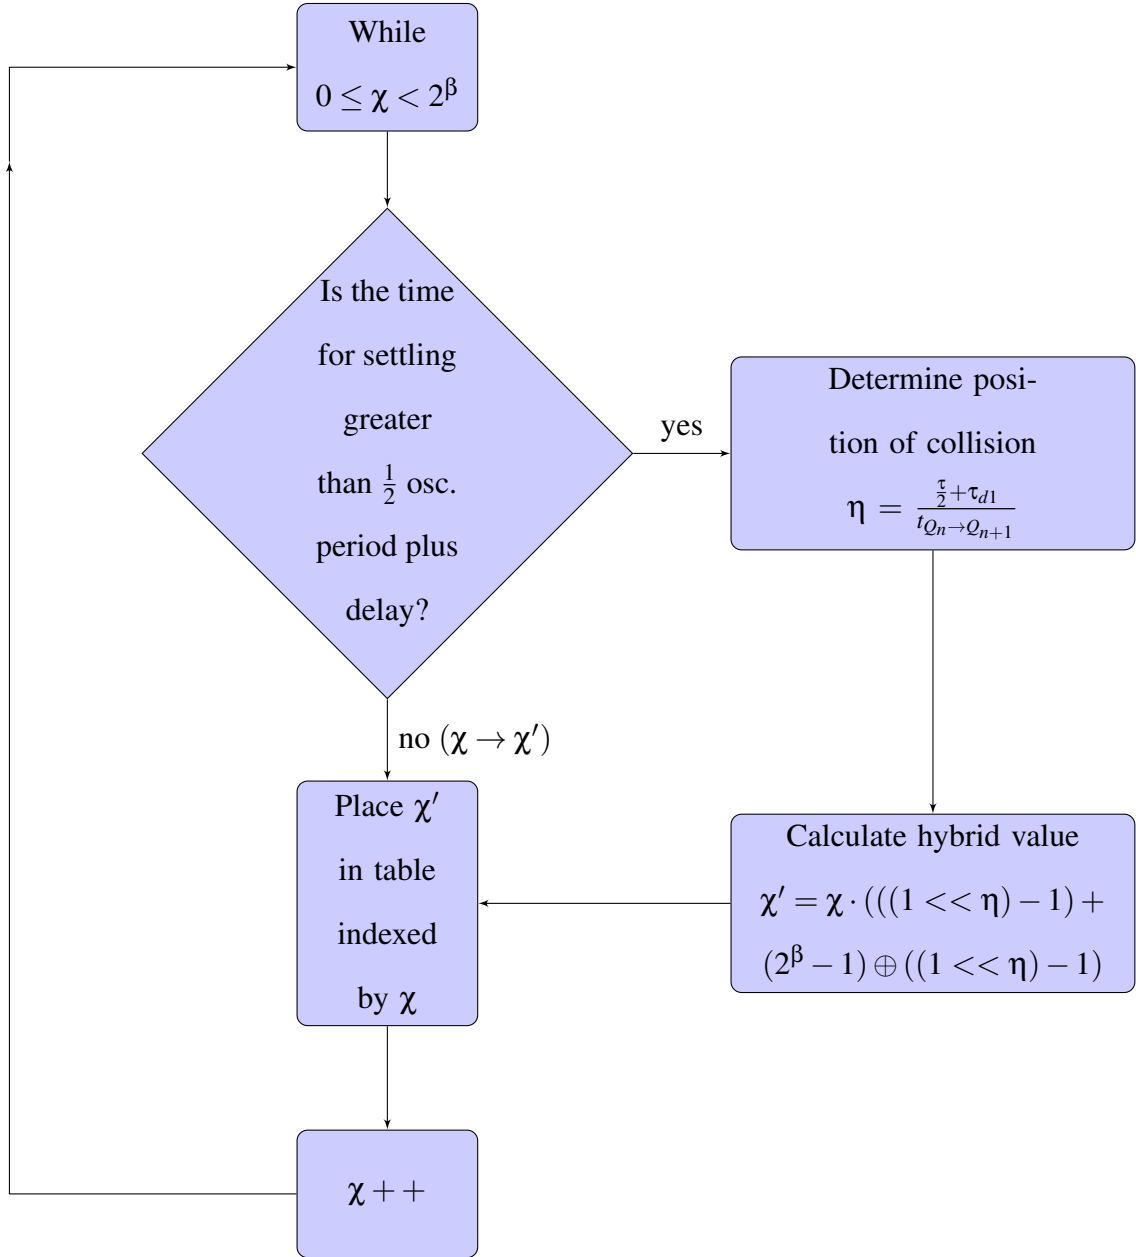 While
0 ≤ χ < 2^β
Is the time
for settling
greater
than 1/2 osc.
period plus
delay?
yes
Determine posi-
tion of collision
η = (τ/2 + τ_{d1}) / t_{Q_n→Q_{n+1}}
no (χ → χ′)
Place χ′
in table
indexed
by χ
Calculate hybrid value
χ′ = χ · (((1 << η) − 1) +
(2^β − 1) ⊕ ((1 << η) − 1)
χ + +